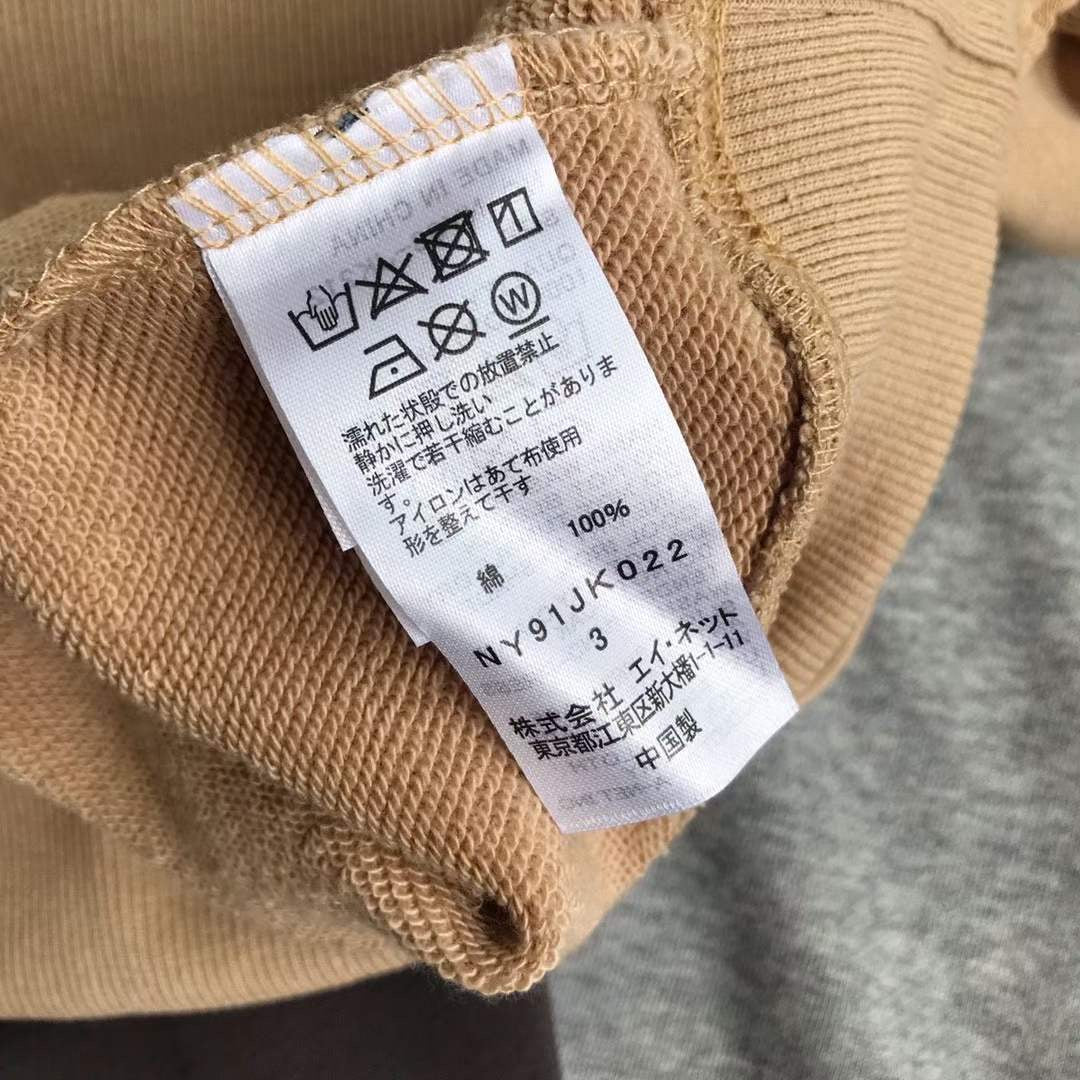 濡れた状殷での放置禁止
静かに押し洗い
洗濯で若干縮むことがありま
す。
アイロンはあて布使用
形を整えて干す
綿 100%
NY91JK022
3
株式会社 エイ・ネット
東京都江東区新大幡1-1-11
中国製